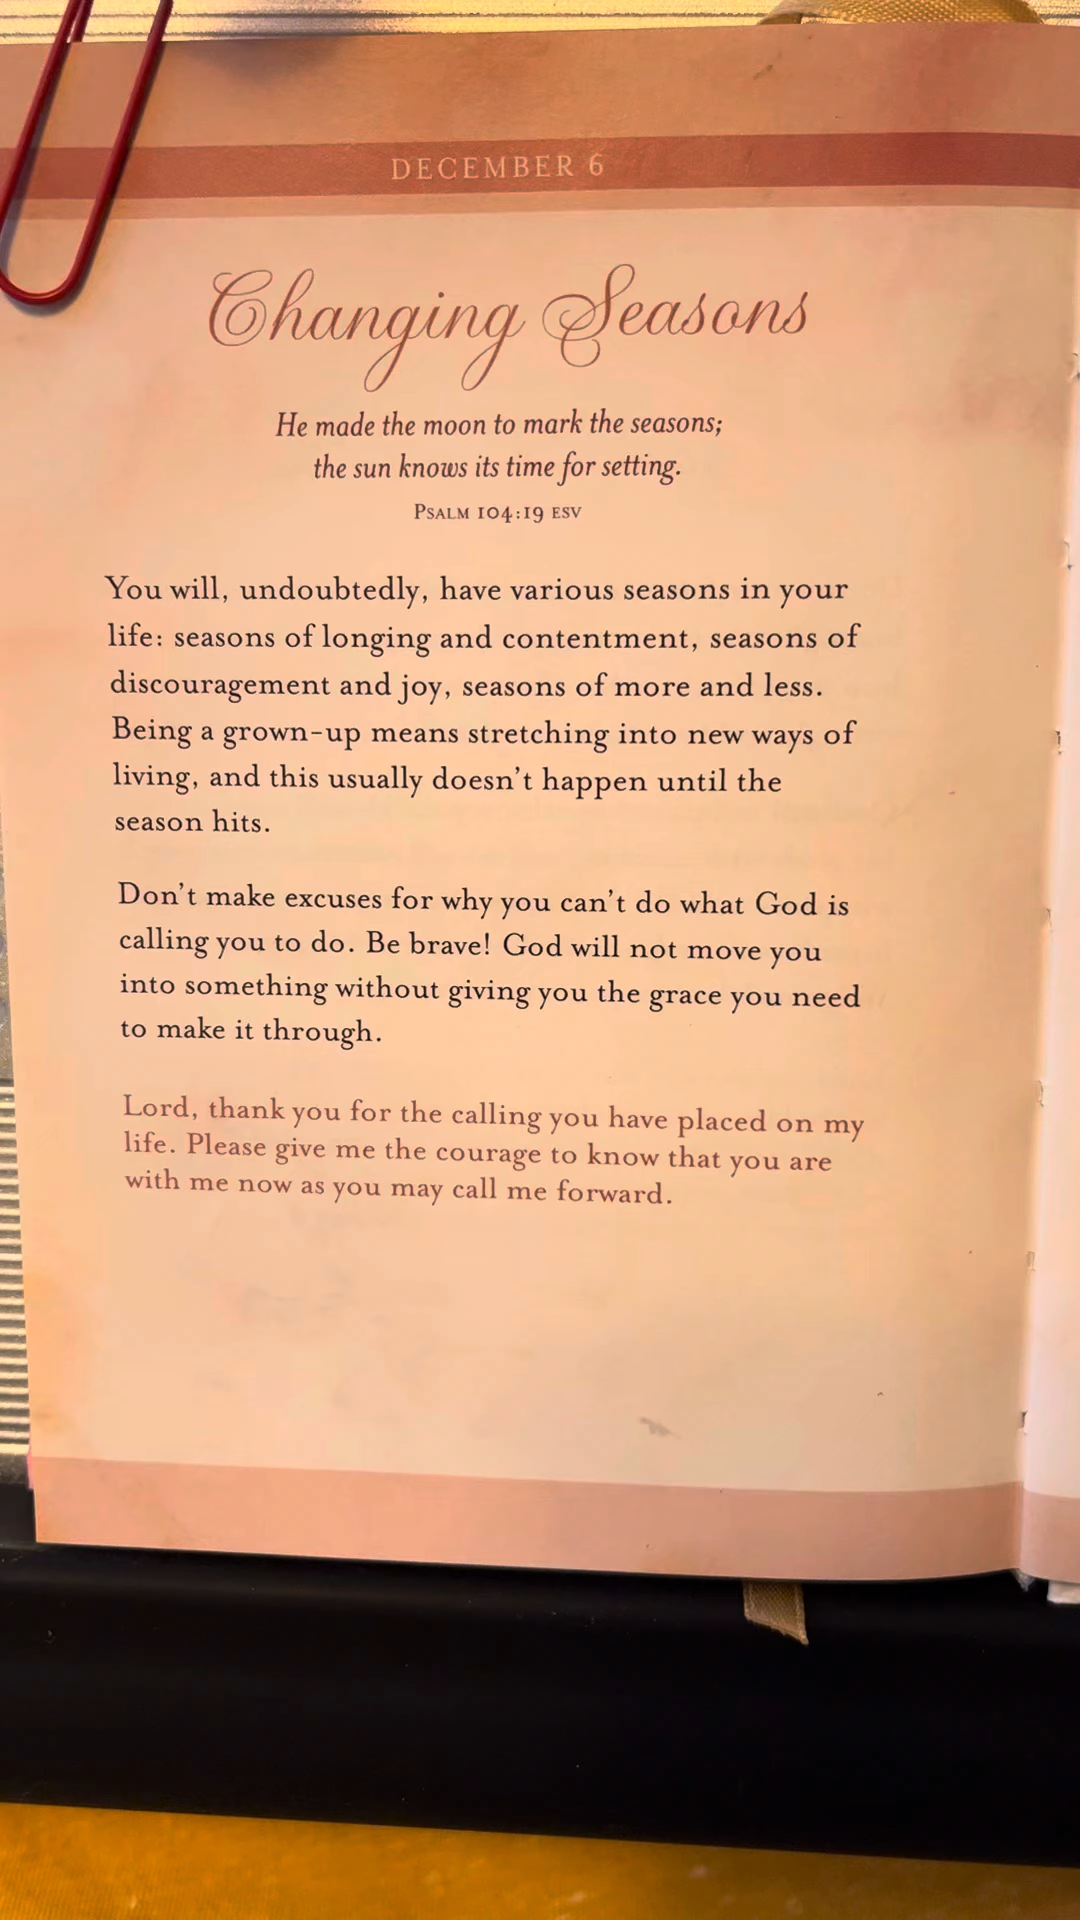 DECEMBER 6
Changing Seasons
He made the moon to mark the seasons;
the sun knows its time for setting.
PSALM 104:19 ESV
You will, undoubtedly, have various seasons in your
life: seasons of longing and contentment, seasons of
discouragement and joy, seasons of more and less.
Being a grown-up means stretching into new ways of
living, and this usually doesn't happen until the
season hits.
Don't make excuses for why you can't do what God is
calling you to do. Be brave! God will not move you
into something without giving you the grace you need
to make it through.
Lord, thank you for the calling you have placed on my
life. Please give me the courage to know that you are
with me now as you may call me forward.